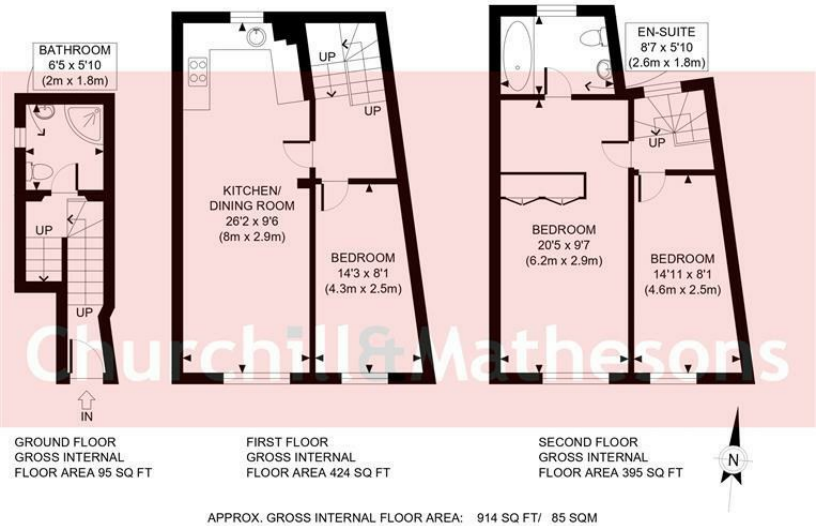 BATHROOM
6'5 x 5'10
(2m x 1.8m)
UP
UP
IN
GROUND FLOOR
GROSS INTERNAL
FLOOR AREA 95 SQ FT
UP
UP
KITCHEN/
DINING ROOM
26'2 x 9'6
(8m x 2.9m)
BEDROOM
14'3 x 8'1
(4.3m x 2.5m)
FIRST FLOOR
GROSS INTERNAL
FLOOR AREA 424 SQ FT
EN-SUITE
8'7 x 5'10
(2.6m x 1.8m)
UP
BEDROOM
20'5 x 9'7
(6.2m x 2.9m)
BEDROOM
14'11 x 8'1
(4.6m x 2.5m)
SECOND FLOOR
GROSS INTERNAL
FLOOR AREA 395 SQ FT
N
Churchill&Mathesons
APPROX. GROSS INTERNAL FLOOR AREA: 914 SQ FT/ 85 SQM